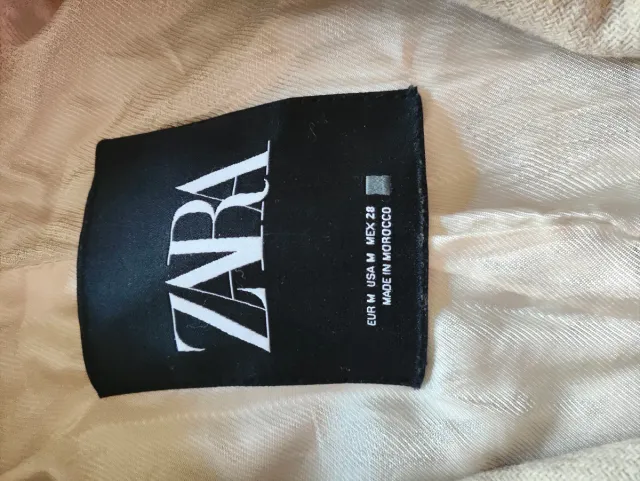 ZARA
EUR M USA M MEX 28
MADE IN MOROCCO